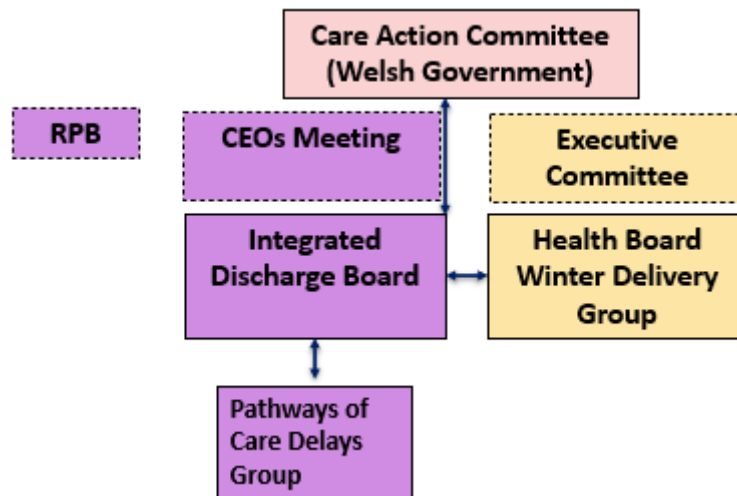 Care Action Committee
(Welsh Government)
RPB
CEOs Meeting
Executive
Committee
Integrated
Discharge Board
Health Board
Winter Delivery
Group
Pathways of
Care Delays
Group